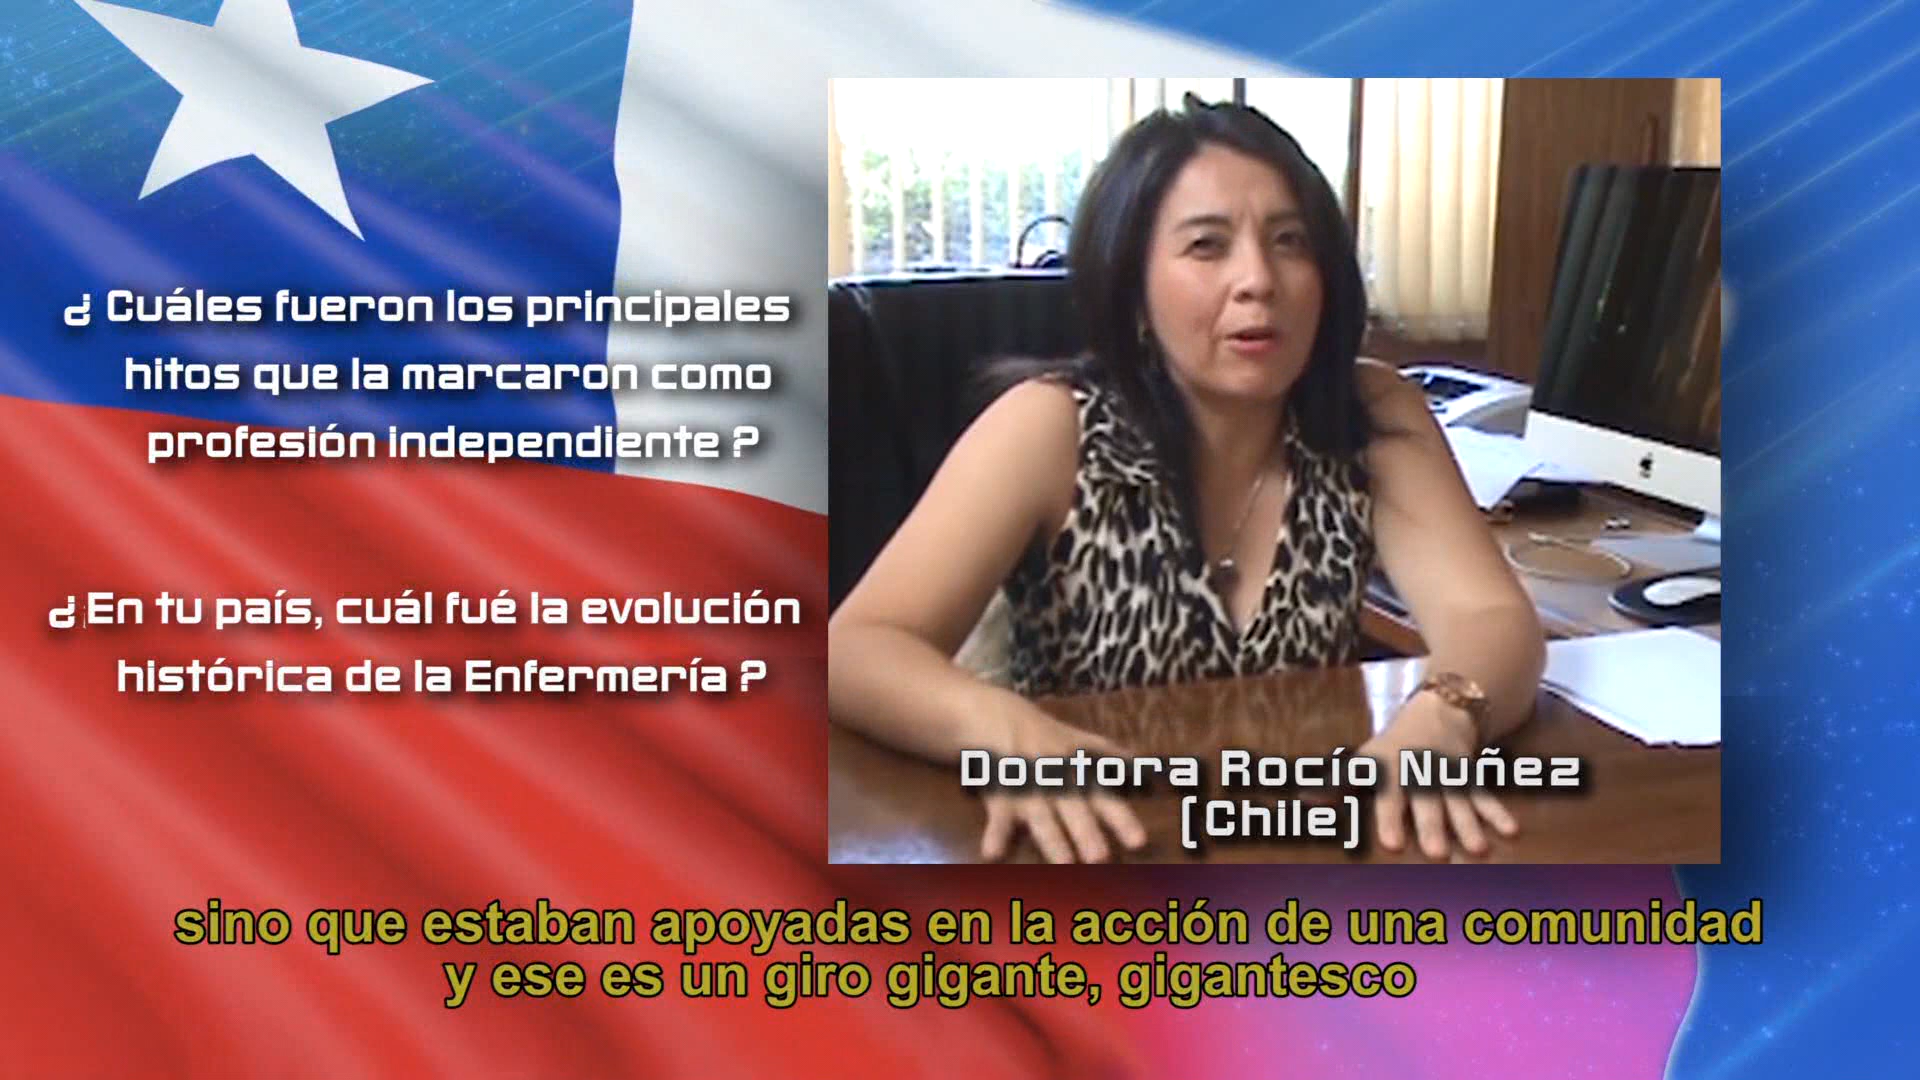 ¿ Cuáles fueron los principales
hitos que la marcaron como
profesión independiente ?
¿ En tu país, cuál fué la evolución
histórica de la Enfermería ?
Doctora Rocío Nuñez
(Chile)
sino que estaban apoyadas en la acción de una comunidad
y ese es un giro gigante, gigantesco